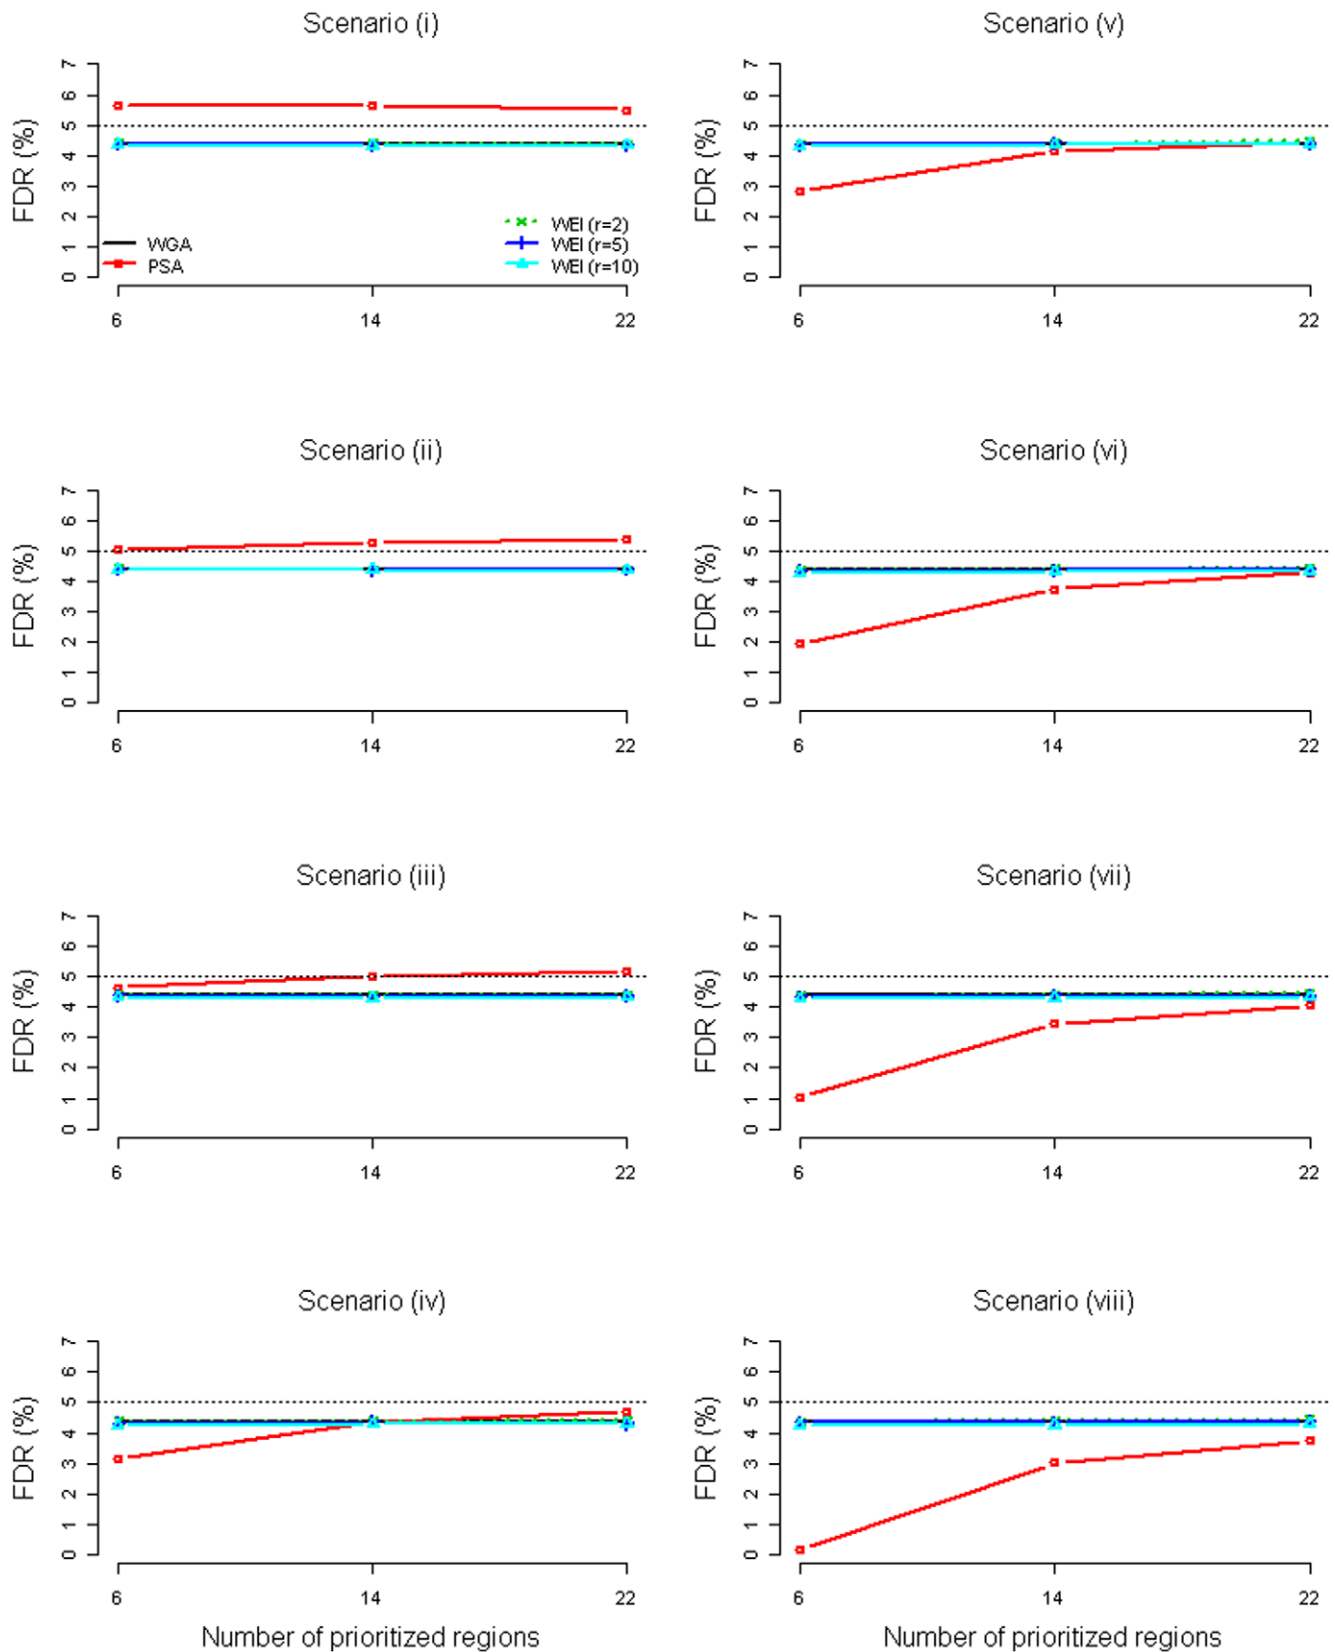 Scenario (i)
FDR (%)
7
6
5
4
3
2
1
0
WGA
PSA
WEI (r=2)
WEI (r=5)
WEI (r=10)
6 14 22
Scenario (v)
FDR (%)
7
6
5
4
3
2
1
0
6 14 22
Scenario (ii)
FDR (%)
7
6
5
4
3
2
1
0
6 14 22
Scenario (vi)
FDR (%)
7
6
5
4
3
2
1
0
6 14 22
Scenario (iii)
FDR (%)
7
6
5
4
3
2
1
0
6 14 22
Scenario (vii)
FDR (%)
7
6
5
4
3
2
1
0
6 14 22
Scenario (iv)
FDR (%)
7
6
5
4
3
2
1
0
6 14 22
Number of prioritized regions
Scenario (viii)
FDR (%)
7
6
5
4
3
2
1
0
6 14 22
Number of prioritized regions